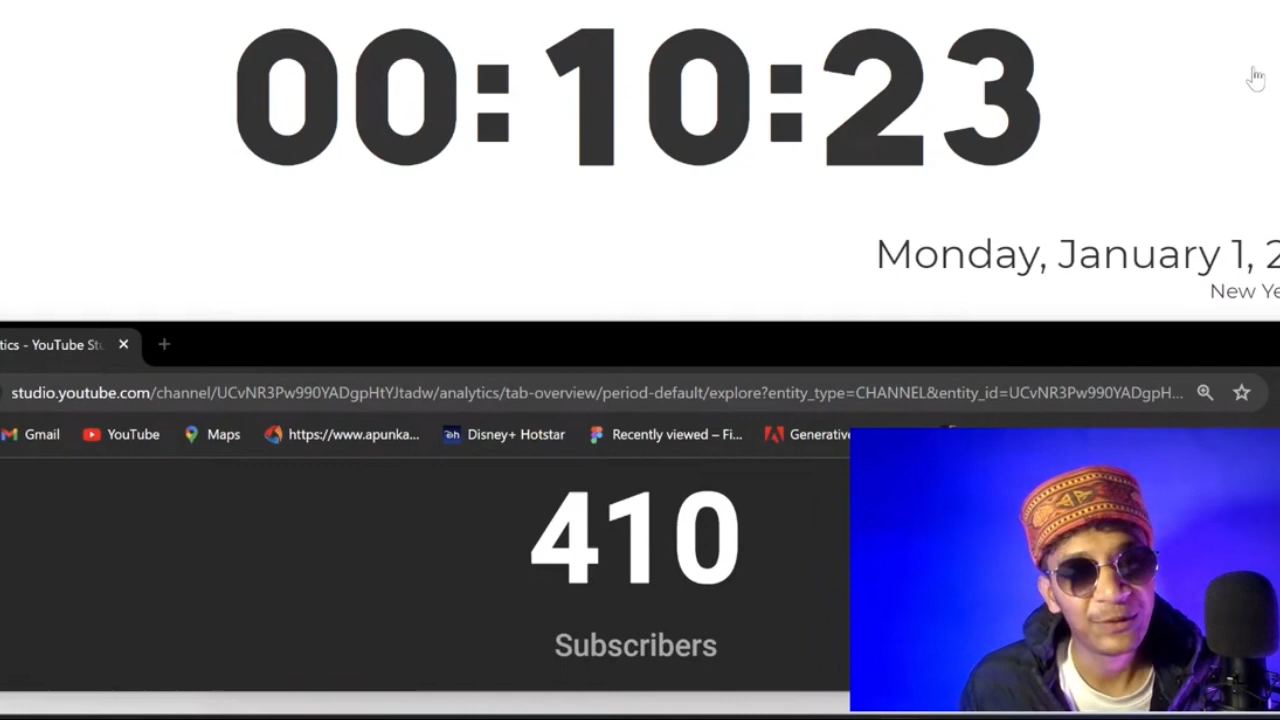 00:10:23
Monday, January 1, 2
New Ye
tics - YouTube Stu
studio.youtube.com/channel/UCvNR3Pw990YADgpHtYJtadw/analytics/tab-overview/period-default/explore?entity_type=CHANNEL&entity_id=UCvNR3Pw990YADgpH...
Gmail YouTube Maps https://www.apunka... Disney+ Hotstar Recently viewed – Fi... Generative
410
Subscribers